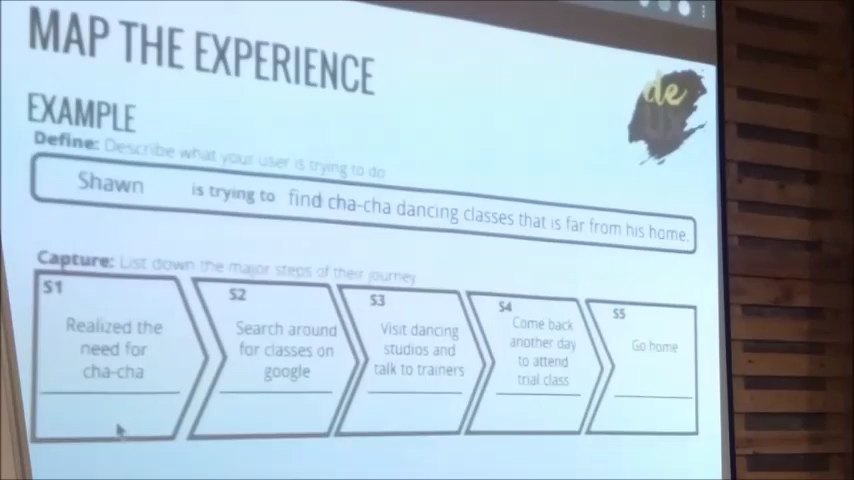 MAP THE EXPERIENCE
de
UX
EXAMPLE
Define: Describe what your user is trying to do
Shawn is trying to find cha-cha dancing classes that is far from his home.
Capture: List down the major steps of their journey
S1
Realized the
need for
cha-cha
S2
Search around
for classes on
google
S3
Visit dancing
studios and
talk to trainers
S4
Come back
another day
to attend
trial class
S5
Go home